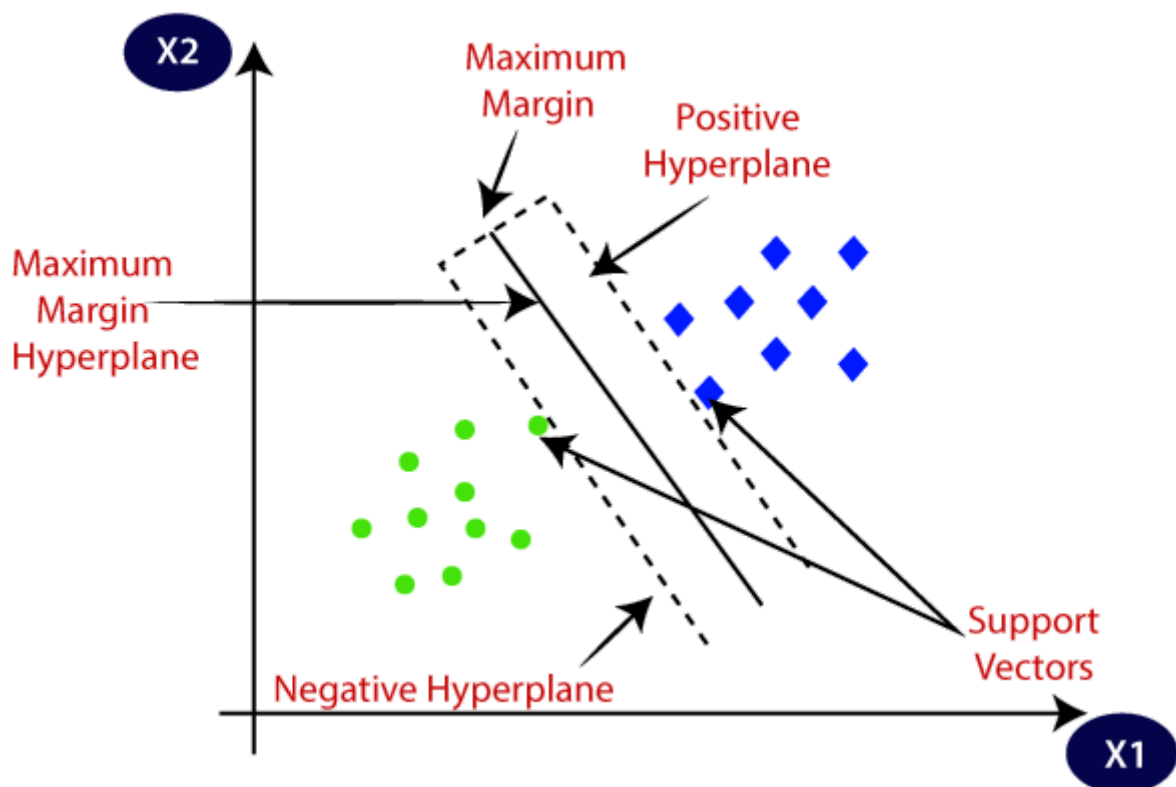 X2
Maximum
Margin
Positive
Hyperplane
Maximum
Margin
Hyperplane
Support
Vectors
Negative Hyperplane
X1